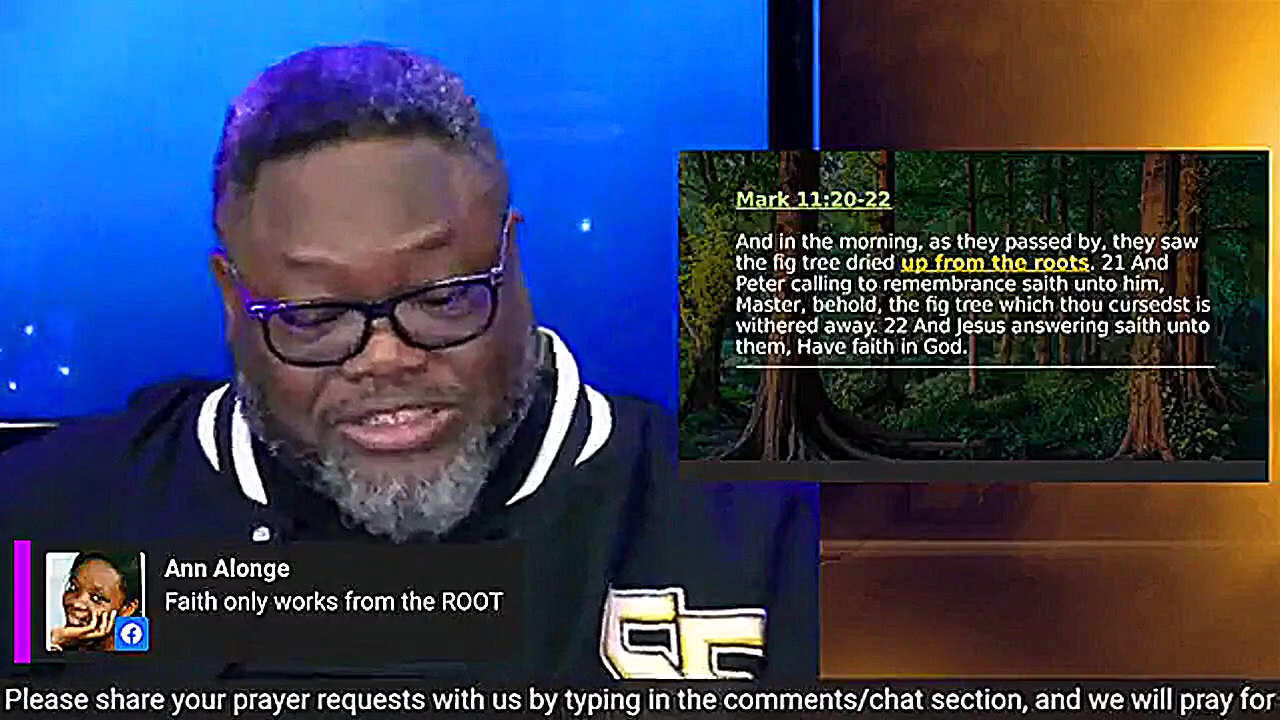 Mark 11:20-22
And in the morning, as they passed by, they saw
the fig tree dried up from the roots. 21 And
Peter calling to remembrance saith unto him,
Master, behold, the fig tree which thou cursedst is
withered away. 22 And Jesus answering saith unto
them, Have faith in God.
Ann Alonge
Faith only works from the ROOT
Please share your prayer requests with us by typing in the comments/chat section, and we will pray for